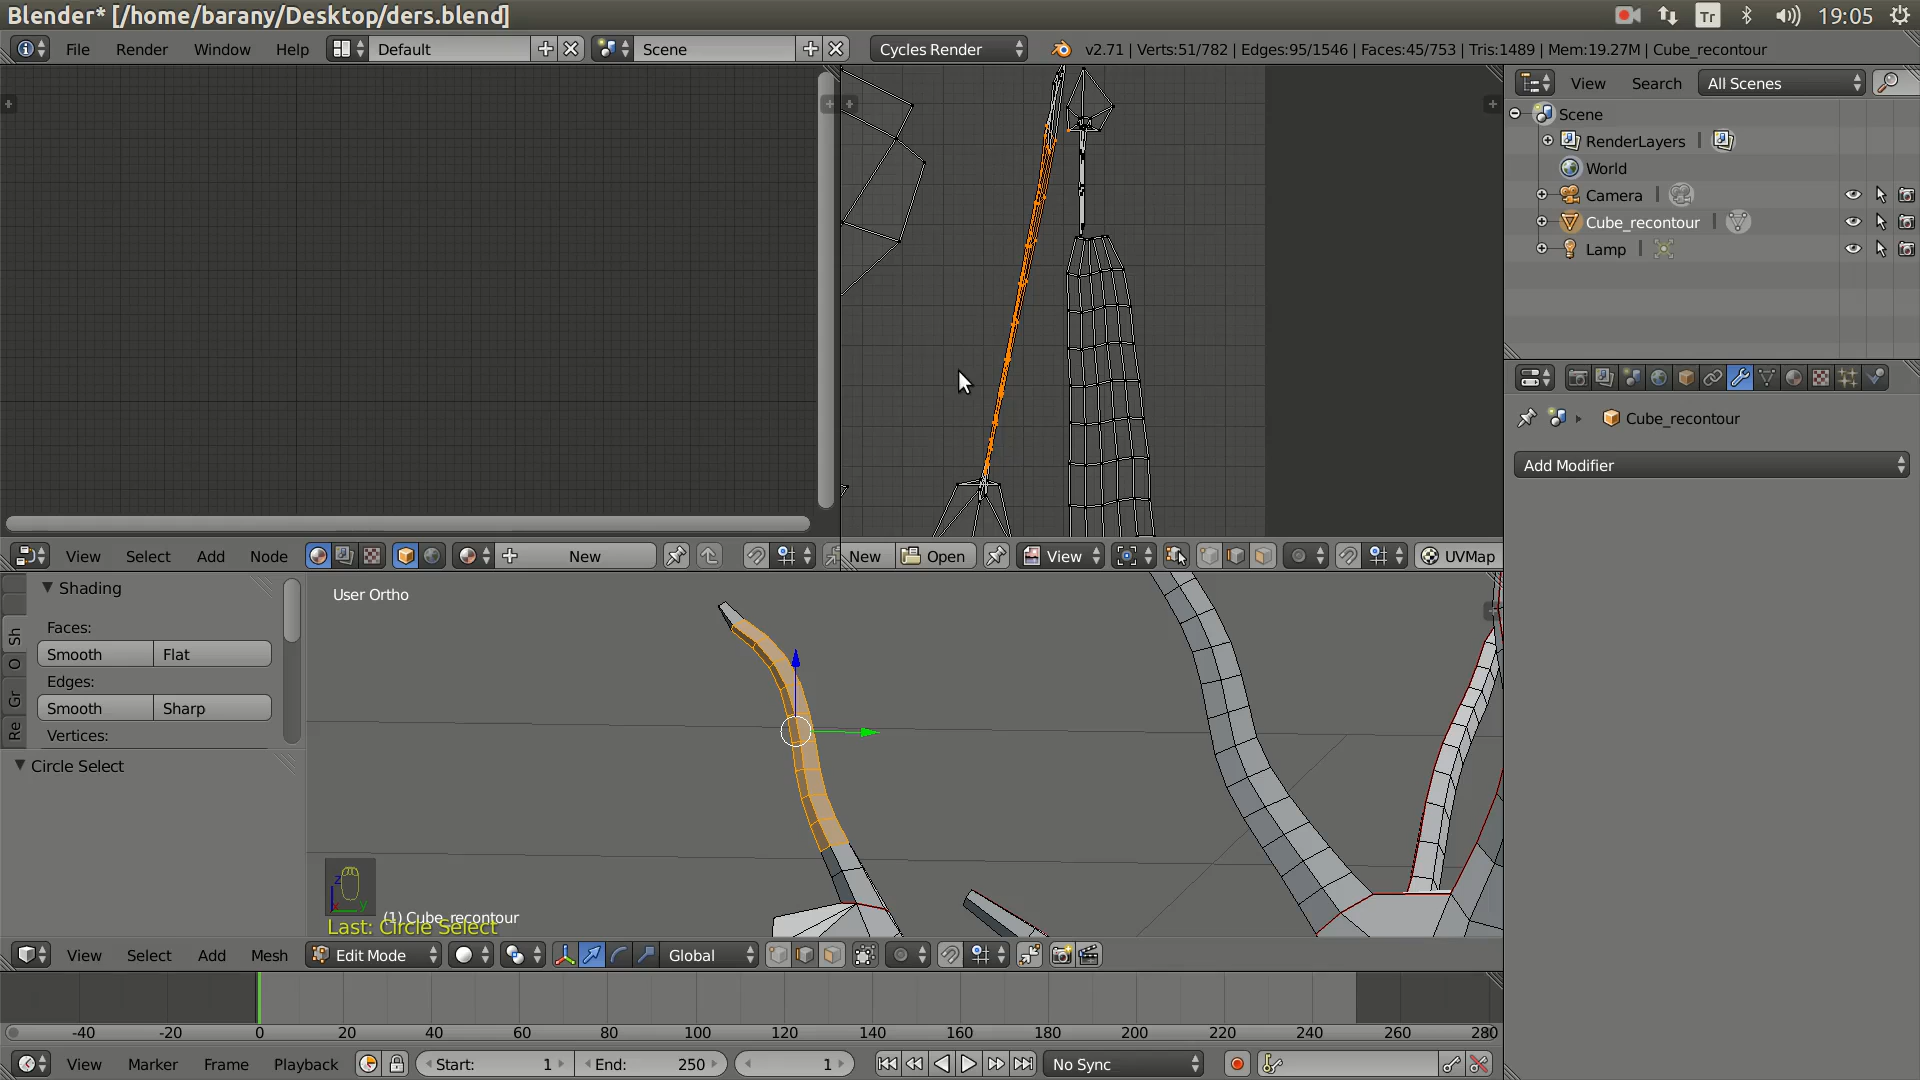 Blender* [/home/barany/Desktop/ders.blend]
Tr
19:05
File
Render
Window
Help
Default
Scene
Cycles Render
v2.71 | Verts:51/782 | Edges:95/1546 | Faces:45/753 | Tris:1489 | Mem:19.27M | Cube_recontour
View
Search
All Scenes
Scene
RenderLayers
World
Camera
Cube_recontour
Lamp
Cube_recontour
Add Modifier
View
Select
Add
Node
New
New
Open
View
UVMap
Shading
Faces:
Smooth
Flat
Edges:
Smooth
Sharp
Vertices:
Sh
O
Gr
Re
Circle Select
User Ortho
z
y
(1) Cube_recontour
Last: Circle Select
View
Select
Add
Mesh
Edit Mode
Global
-40
-20
0
20
40
60
80
100
120
140
160
180
200
220
240
260
280
View
Marker
Frame
Playback
Start:
1
End:
250
1
No Sync